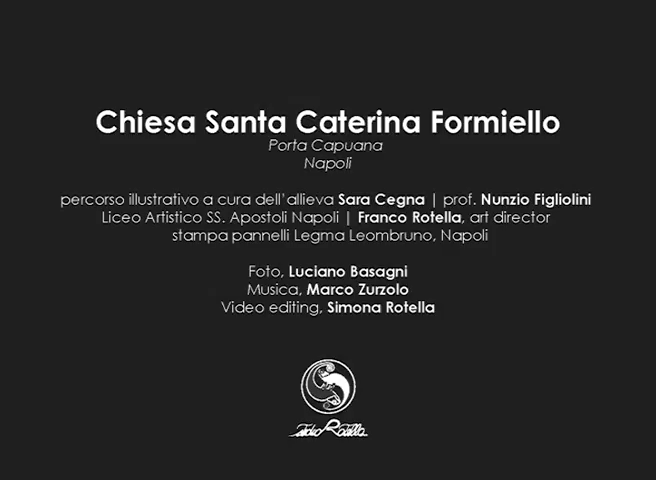 Chiesa Santa Caterina Formiello
Porta Capuana
Napoli
percorso illustrativo a cura dell'allieva Sara Cegna | prof. Nunzio Figliolini
Liceo Artistico SS. Apostoli Napoli | Franco Rotella, art director
stampa pannelli Legma Leombruno, Napoli
Foto, Luciano Basagni
Musica, Marco Zurzolo
Video editing, Simona Rotella